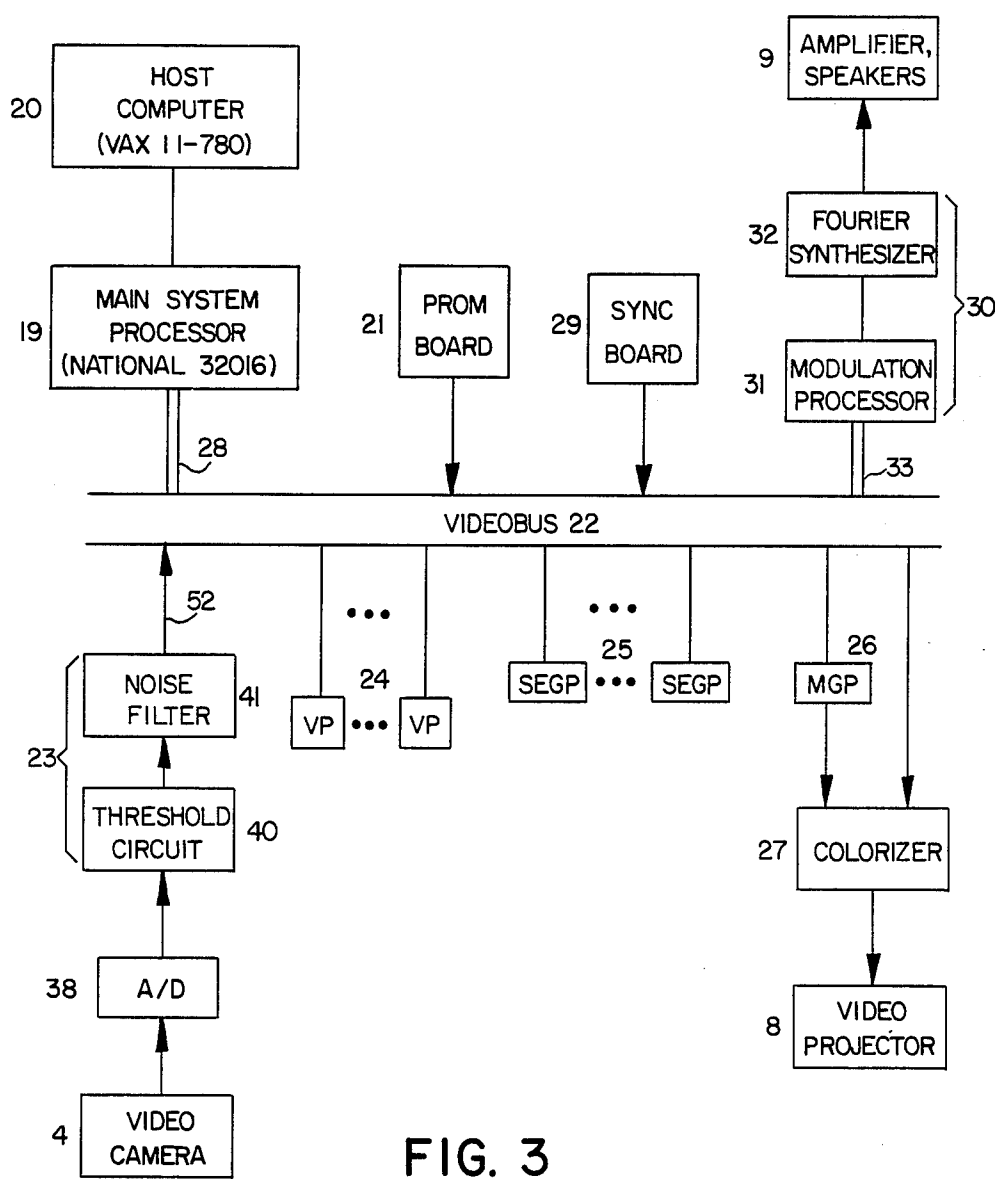 20
HOST
COMPUTER
(VAX 11-780)
9
AMPLIFIER,
SPEAKERS
32
FOURIER
SYNTHESIZER
30
19
MAIN SYSTEM
PROCESSOR
(NATIONAL 32016)
21
PROM
BOARD
29
SYNC
BOARD
31
MODULATION
PROCESSOR
28
33
VIDEOBUS 22
52
23
NOISE
FILTER
41
24
VP
VP
25
SEGP
SEGP
26
MGP
THRESHOLD
CIRCUIT
40
27
COLORIZER
38
A/D
8
VIDEO
PROJECTOR
4
VIDEO
CAMERA
FIG. 3